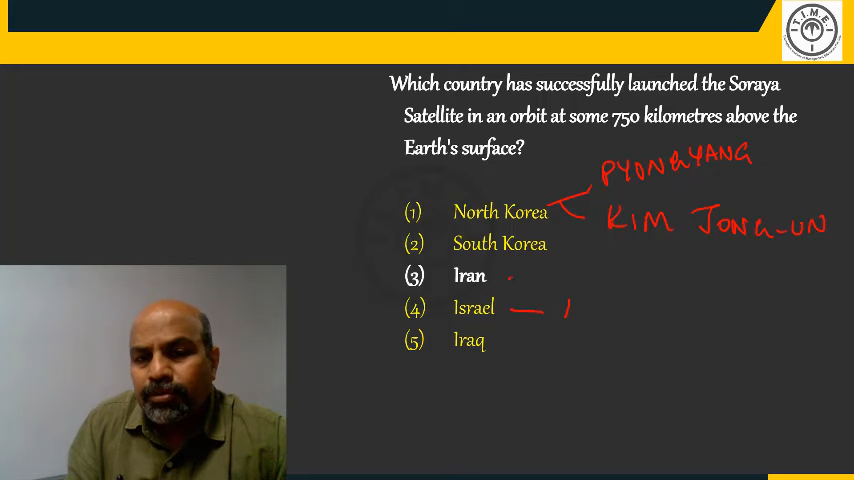 T.I.M.E.
Which country has successfully launched the Soraya
Satellite in an orbit at some 750 kilometres above the
Earth's surface?
PYONGYANG
(1) North Korea
KIM JONG-UN
(2) South Korea
(3) Iran
(4) Israel
(5) Iraq